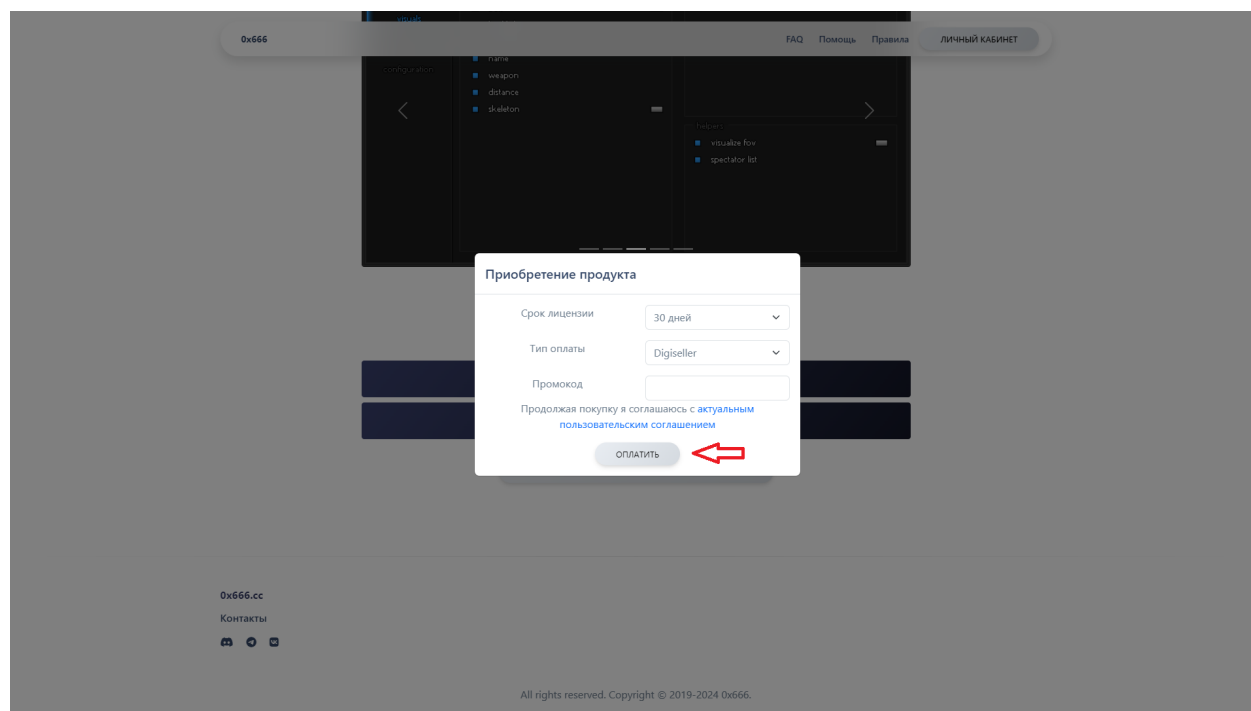 visuals
0x666
FAQ Помощь Правила ЛИЧНЫЙ КАБИНЕТ
configuration
name
weapon
distance
skeleton
helpers
visualize fov
spectator list
Приобретение продукта
Срок лицензии
30 дней
Тип оплаты
Digiseller
Промокод
Продолжая покупку я соглашаюсь с актуальным
пользовательским соглашением
ОПЛАТИТЬ
0x666.cc
Контакты
All rights reserved. Copyright © 2019-2024 0x666.